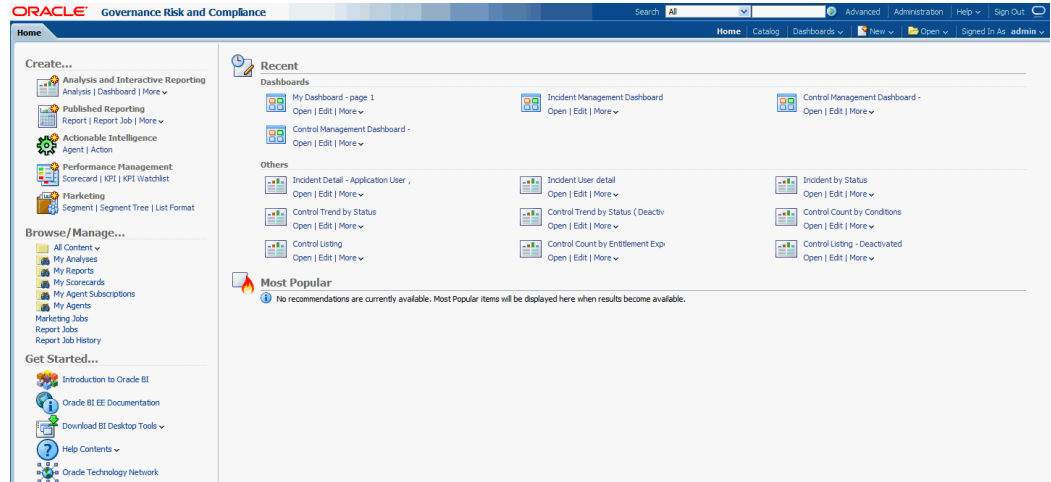 ORACLE Governance Risk and Compliance Search All Advanced Administration Help Sign Out
Home Home Catalog Dashboards New Open Signed In As admin
Create...
Analysis and Interactive Reporting
Analysis | Dashboard | More
Published Reporting
Report | Report Job | More
Actionable Intelligence
Agent | Action
Performance Management
Scorecard | KPI | KPI Watchlist
Marketing
Segment | Segment Tree | List Format
Browse/Manage...
All Content
My Analyses
My Reports
My Scorecards
My Agent Subscriptions
My Agents
Marketing Jobs
Report Jobs
Report Job History
Get Started...
Introduction to Oracle BI
Oracle BI EE Documentation
Download BI Desktop Tools
Help Contents
Oracle Technology Network
Recent
Dashboards
My Dashboard - page 1 Incident Management Dashboard Control Management Dashboard -
Open | Edit | More Open | Edit | More Open | Edit | More
Control Management Dashboard -
Open | Edit | More
Others
Incident Detail - Application User , Incident User detail Incident by Status
Open | Edit | More Open | Edit | More Open | Edit | More
Control Trend by Status Control Trend by Status ( Deactiv Control Count by Conditions
Open | Edit | More Open | Edit | More Open | Edit | More
Control Listing Control Count by Entitlement Expr Control Listing - Deactivated
Open | Edit | More Open | Edit | More Open | Edit | More
Most Popular
No recommendations are currently available. Most Popular items will be displayed here when results become available.